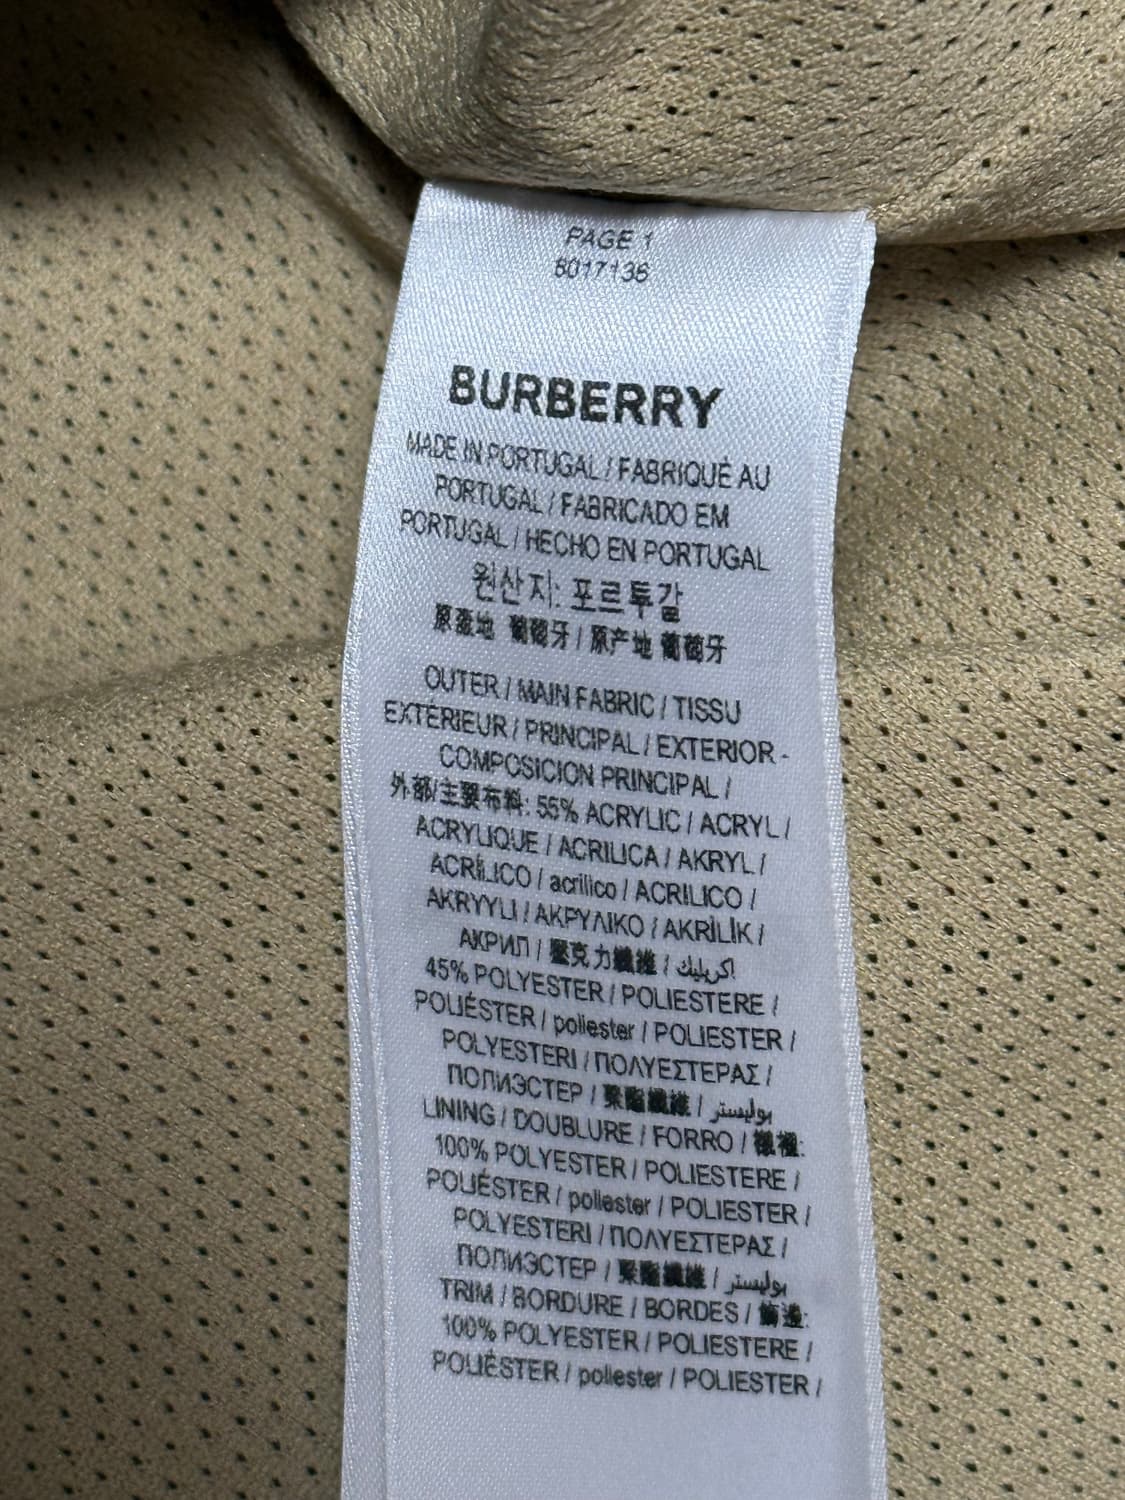 PAGE 1
8017136
BURBERRY
MADE IN PORTUGAL / FABRIQUÉ AU
PORTUGAL / FABRICADO EM
PORTUGAL / HECHO EN PORTUGAL
원산지: 포르투갈
原產地 葡萄牙 / 原产地 葡萄牙
OUTER / MAIN FABRIC / TISSU
EXTERIEUR / PRINCIPAL / EXTERIOR -
COMPOSICION PRINCIPAL /
外部/主要布料: 55% ACRYLIC / ACRYL /
ACRYLIQUE / ACRILICA / AKRYL /
ACRÍLICO / acrílico / ACRILICO /
AKRYYLI / ΑΚΡΥΛΙΚΟ / AKRİLİK /
АКРИЛ / 壓克力纖維 / اكريليك
45% POLYESTER / POLIESTERE /
POLIÉSTER / poliester / POLIESTER /
POLYESTERI / ΠΟΛΥΕΣΤΕΡΑΣ /
ПОЛИЭСТЕР / 聚酯纖維 / بوليستر
LINING / DOUBLURE / FORRO / 襯裡:
100% POLYESTER / POLIESTERE /
POLIÉSTER / poliester / POLIESTER /
POLYESTERI / ΠΟΛΥΕΣΤΕΡΑΣ /
ПОЛИЭСТЕР / 聚酯纖維 / بوليستر
TRIM / BORDURE / BORDES / 飾邊:
100% POLYESTER / POLIESTERE /
POLIÉSTER / poliester / POLIESTER /